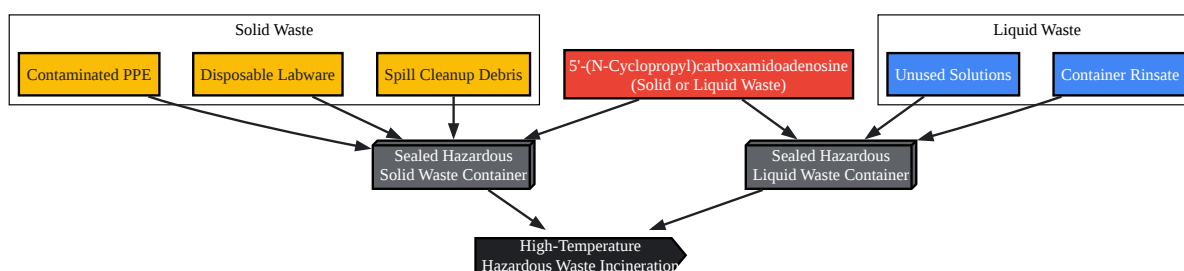 Solid Waste
Liquid Waste
Contaminated PPE
Disposable Labware
Spill Cleanup Debris
5'-(N-Cyclopropyl)carboxamidoadenosine
(Solid or Liquid Waste)
Unused Solutions
Container Rinsate
Sealed Hazardous
Solid Waste Container
Sealed Hazardous
Liquid Waste Container
High-Temperature
Hazardous Waste Incineration